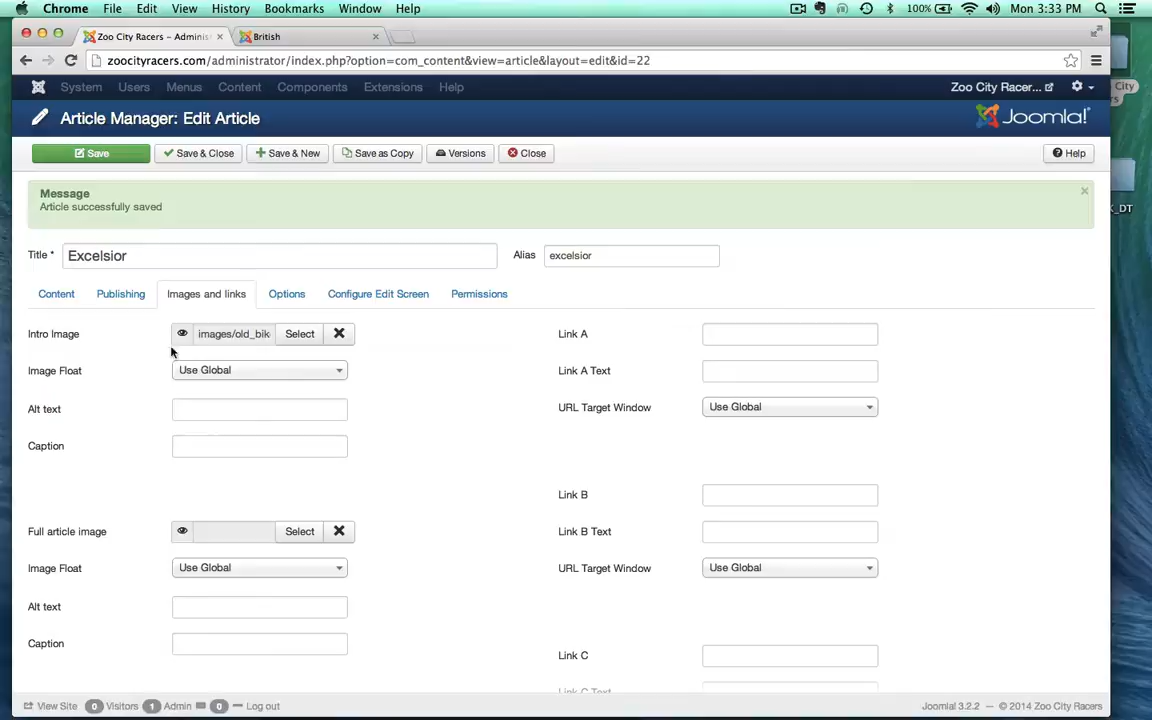 Chrome File Edit View History Bookmarks Window Help 100% Mon 3:33 PM
Zoo City Racers – Adminis × British ×
zoocityracers.com/administrator/index.php?option=com_content&view=article&layout=edit&id=22
System Users Menus Content Components Extensions Help Zoo City Racer...
Article Manager: Edit Article Joomla!
Save Save & Close Save & New Save as Copy Versions Close Help
Message ×
Article successfully saved
Title * Excelsior Alias excelsior
Content Publishing Images and links Options Configure Edit Screen Permissions
Intro Image images/old_bik Select Link A
Image Float Use Global Link A Text
Alt text URL Target Window Use Global
Caption
Link B
Full article image Select Link B Text
Image Float Use Global URL Target Window Use Global
Alt text
Caption
Link C
Link C Text
View Site 0 Visitors 1 Admin 0 Log out Joomla! 3.2.2 — © 2014 Zoo City Racers